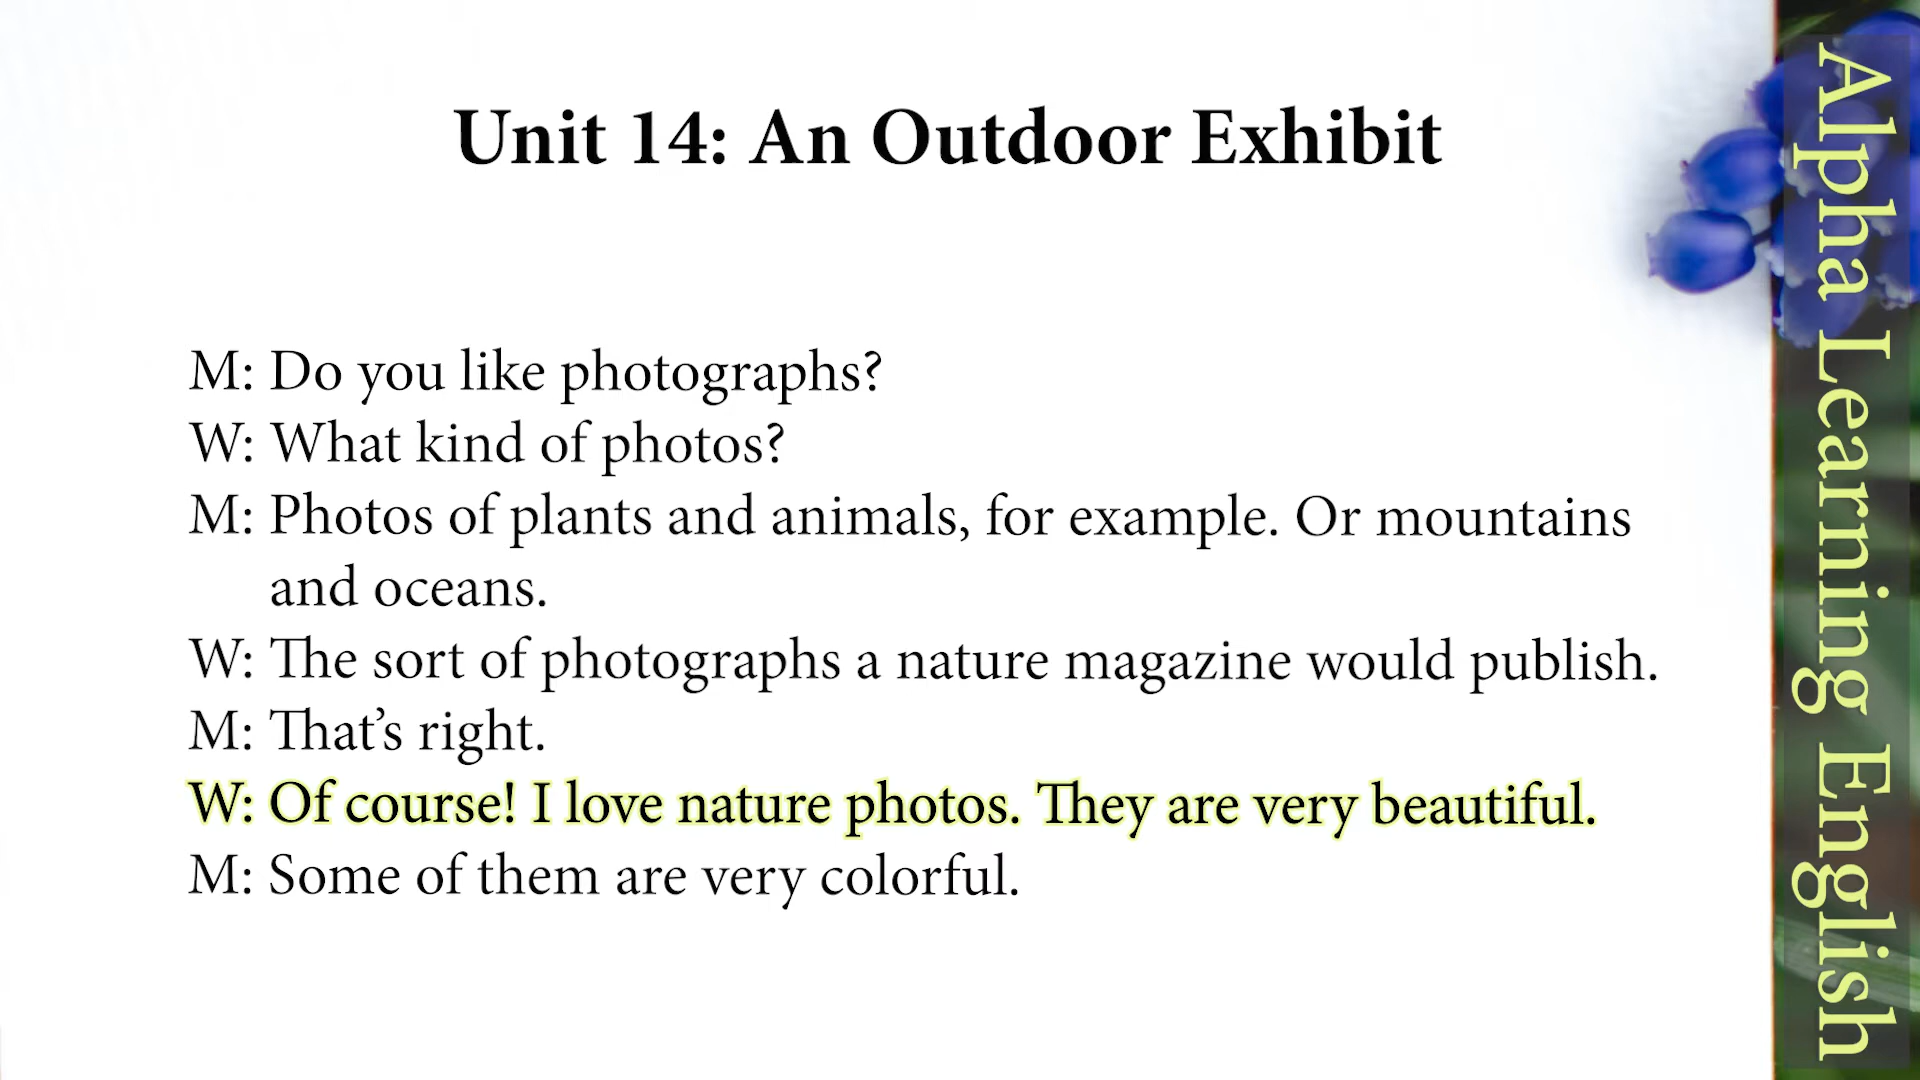 Unit 14: An Outdoor Exhibit
M: Do you like photographs?
W: What kind of photos?
M: Photos of plants and animals, for example. Or mountains
and oceans.
W: The sort of photographs a nature magazine would publish.
M: That’s right.
W: Of course! I love nature photos. They are very beautiful.
M: Some of them are very colorful.
Alpha Learning English